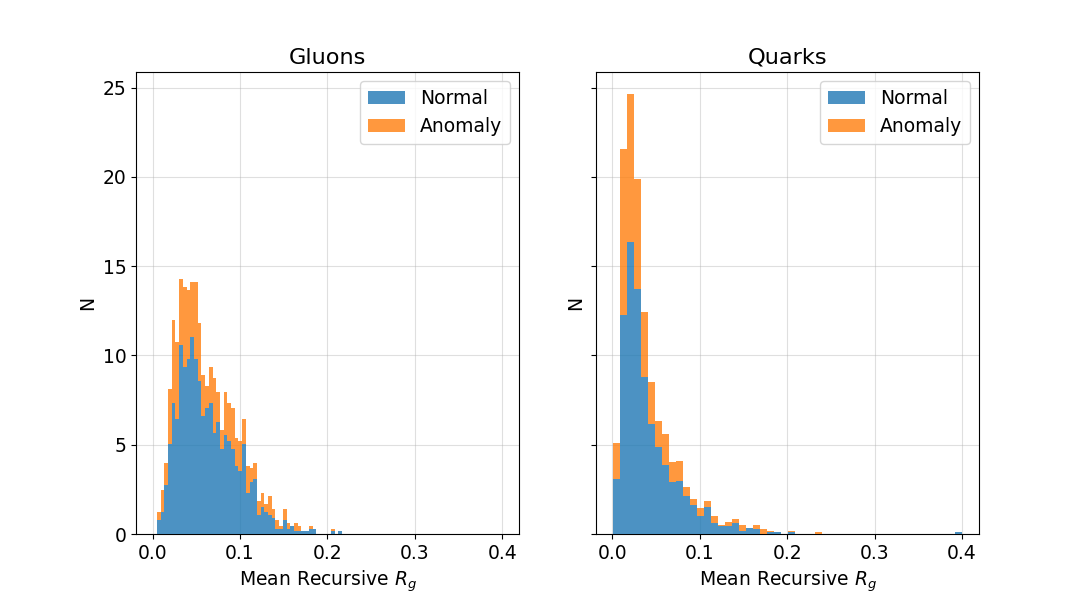 Gluons
Normal
Anomaly
N
25
20
15
10
5
0
0.0 0.1 0.2 0.3 0.4
Mean Recursive $R_g$
Quarks
Normal
Anomaly
N
0.0 0.1 0.2 0.3 0.4
Mean Recursive $R_g$